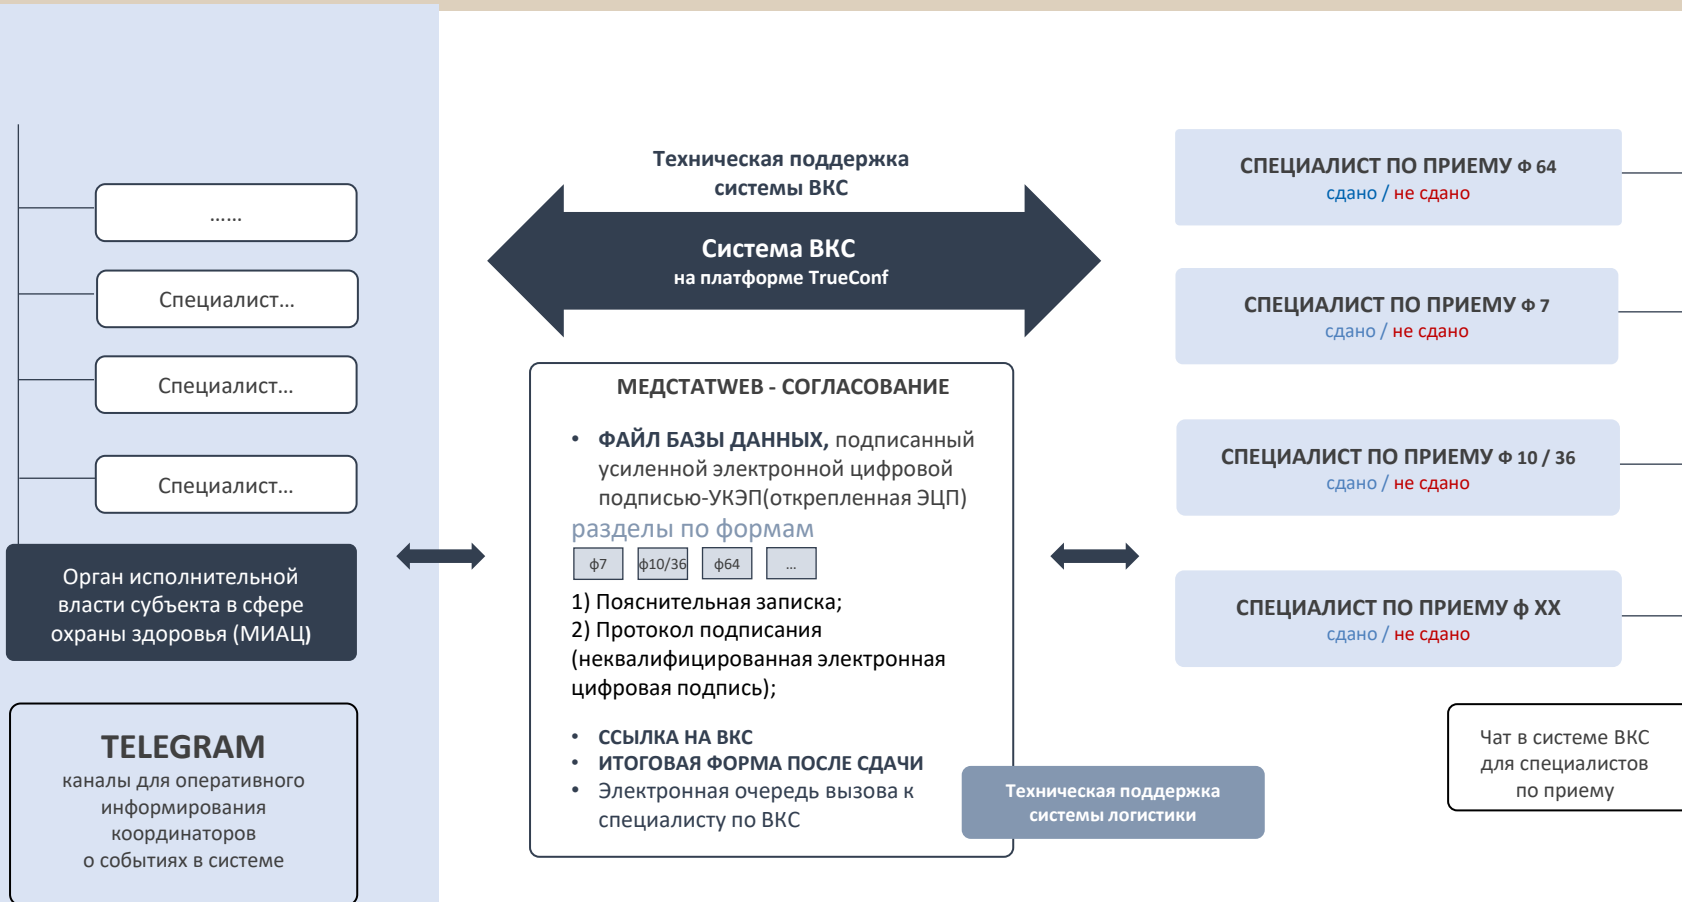 ......
Специалист...
Специалист...
Специалист...
Орган исполнительной
власти субъекта в сфере
охраны здоровья (МИАЦ)
TELEGRAM
каналы для оперативного
информирования
координаторов
о событиях в системе
Техническая поддержка
системы ВКС
Система ВКС
на платформе TrueConf
МЕДСТАТWEB - СОГЛАСОВАНИЕ
• ФАЙЛ БАЗЫ ДАННЫХ, подписанный
усиленной электронной цифровой
подписью-УКЭП(открепленная ЭЦП)
разделы по формам
ф7 ф10/36 ф64 ...
1) Пояснительная записка;
2) Протокол подписания
(неквалифицированная электронная
цифровая подпись);
• ССЫЛКА НА ВКС
• ИТОГОВАЯ ФОРМА ПОСЛЕ СДАЧИ
• Электронная очередь вызова к
специалисту по ВКС
Техническая поддержка
системы логистики
СПЕЦИАЛИСТ ПО ПРИЕМУ Ф 64
сдано / не сдано
СПЕЦИАЛИСТ ПО ПРИЕМУ Ф 7
сдано / не сдано
СПЕЦИАЛИСТ ПО ПРИЕМУ Ф 10 / 36
сдано / не сдано
СПЕЦИАЛИСТ ПО ПРИЕМУ ф ХХ
сдано / не сдано
Чат в системе ВКС
для специалистов
по приему